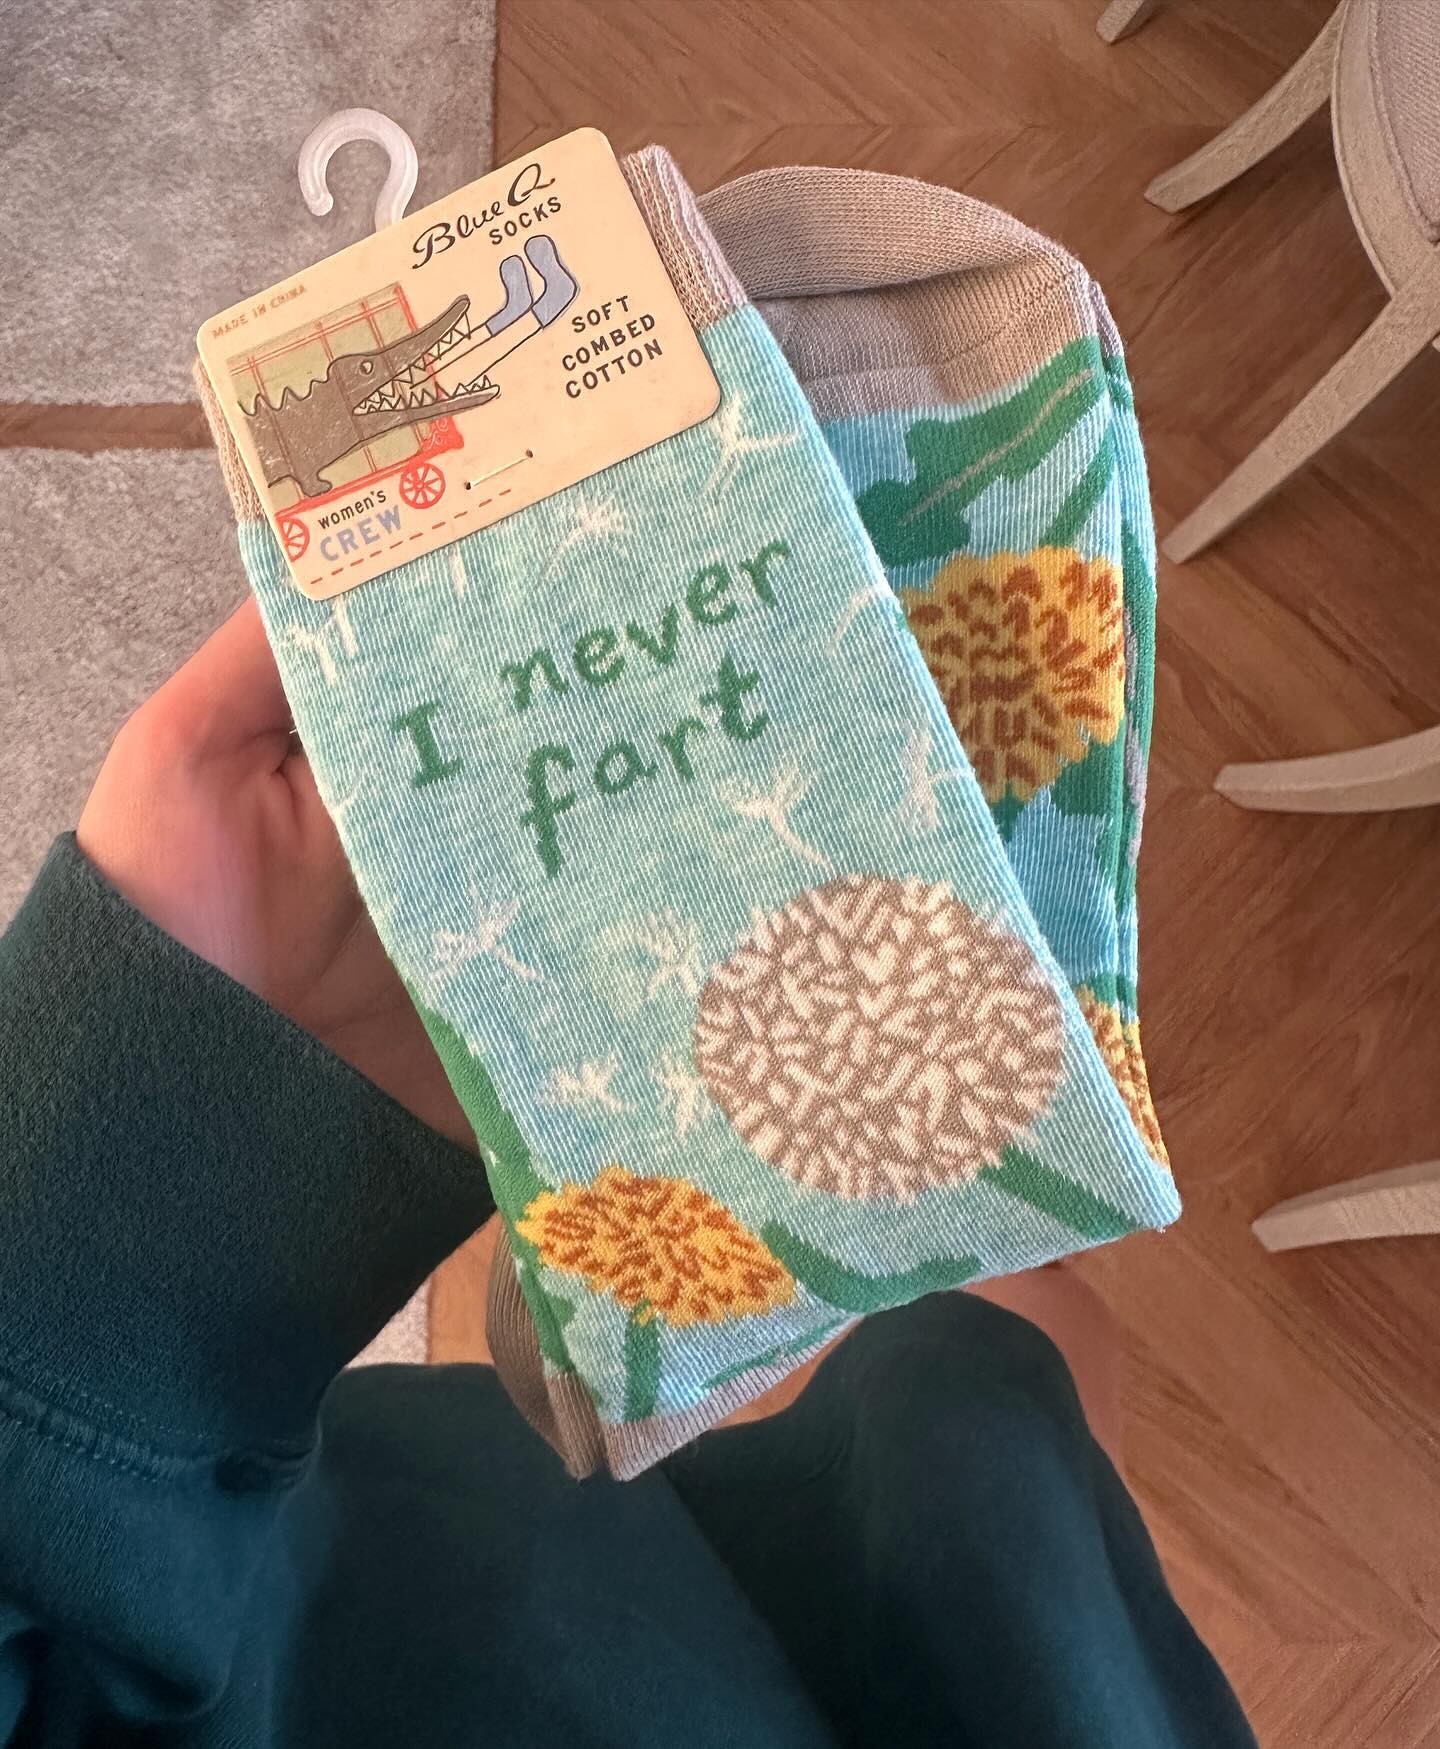 Blue Q
SOCKS
MADE IN CHINA
SOFT
COMBED
COTTON
women's
CREW
I never
fart